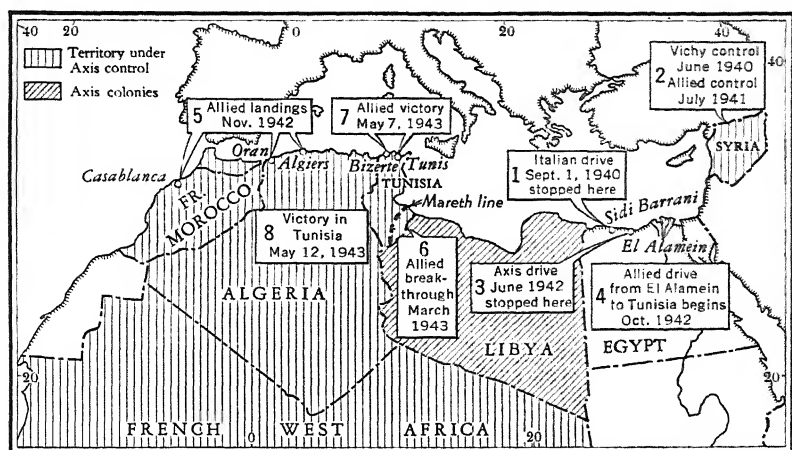 40
20
0
20
40
40
40
Territory under
Axis control
Axis colonies
5 Allied landings
Nov. 1942
7 Allied victory
May 7, 1943
2 Vichy control
June 1940
Allied control
July 1941
SYRIA
Casablanca
Oran
Algiers
Bizerte
Tunis
TUNISIA
Mareth line
FR.
MOROCCO
1 Italian drive
Sept. 1, 1940
stopped here
Sidi Barrani
El Alamein
8 Victory in
Tunisia
May 12, 1943
6
Allied
break-
through
March
1943
3 Axis drive
June 1942
stopped here
4 Allied drive
from El Alamein
to Tunisia begins
Oct. 1942
ALGERIA
LIBYA
EGYPT
20
20
FRENCH WEST AFRICA
0
20